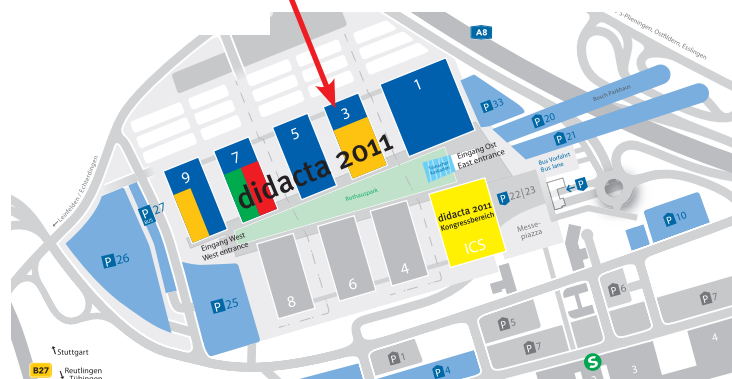 A8
S-Plieningen, Ostfildern, Esslingen
1
P 33
Bosch Parkhaus
P 20
P 21
3
5
7
9
didacta 2011
Eingang Ost
East entrance
Bus Vorfahrt
Bus lane
P
Leinfelden / S-Echterdingen
P 27
BUS
Rothauspark
P 22|23
didacta 2011
Kongressbereich
ICS
Messe-
piazza
P 10
Eingang West
West entrance
P 26
P 25
8
6
4
P 6
P 7
P 5
P 7
P 1
P 4
S
2
3
4
Stuttgart
B27
Reutlingen
Tübingen